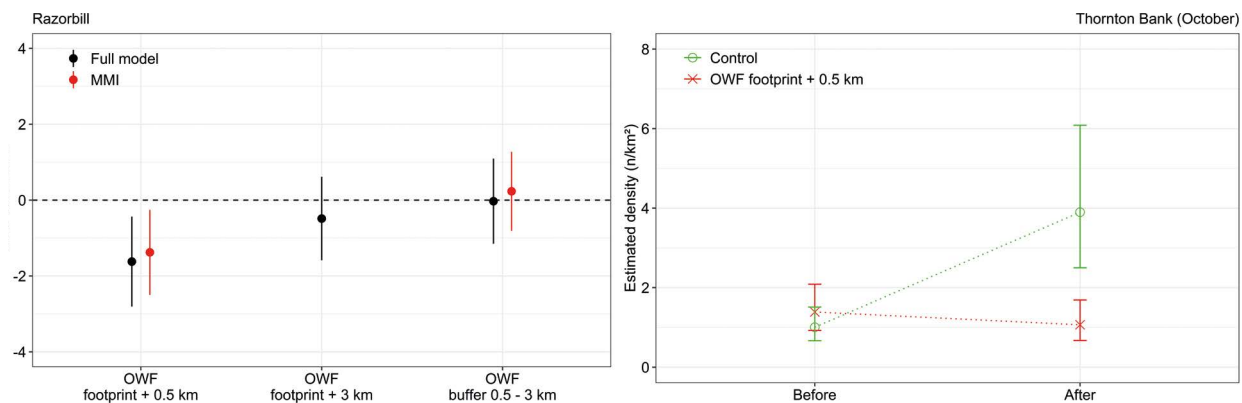 Razorbill
4
2
0
-2
-4
Full model
MMI
OWF
footprint + 0.5 km
OWF
footprint + 3 km
OWF
buffer 0.5 - 3 km
Thornton Bank (October)
Estimated density (n/km²)
8
6
4
2
0
Control
OWF footprint + 0.5 km
Before
After